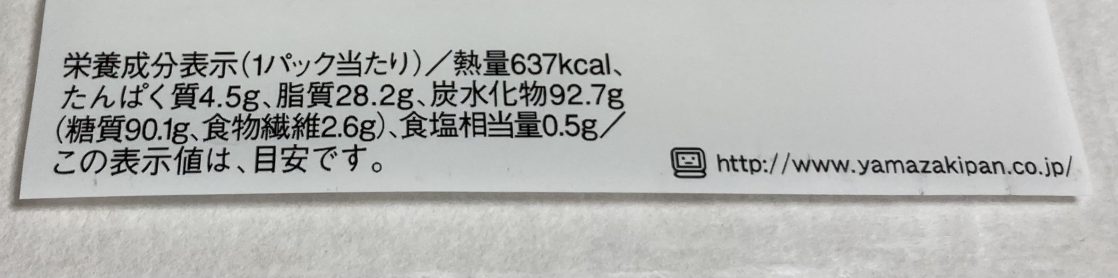 栄養成分表示(1パック当たり)／熱量637kcal、
たんぱく質4.5g、脂質28.2g、炭水化物92.7g
(糖質90.1g、食物繊維2.6g)、食塩相当量0.5g／
この表示値は、目安です。
http://www.yamazakipan.co.jp/